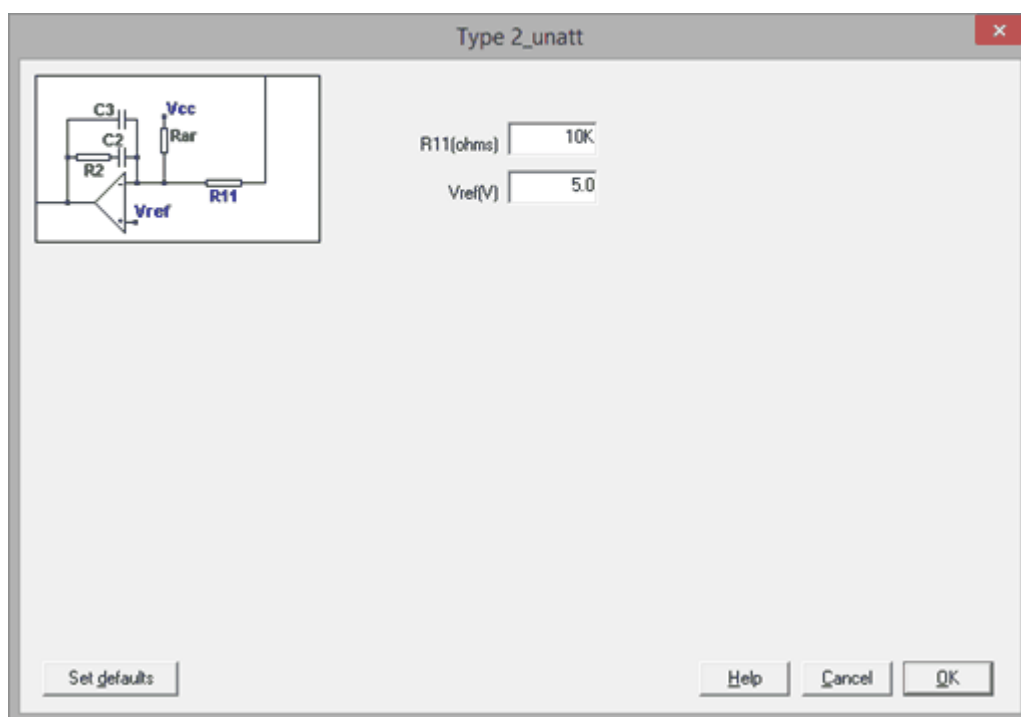 Type 2_unatt
C3
Vcc
C2
Rar
R2
R11
Vref
R11(ohms) 10K
Vref(V) 5.0
Set defaults
Help
Cancel
OK